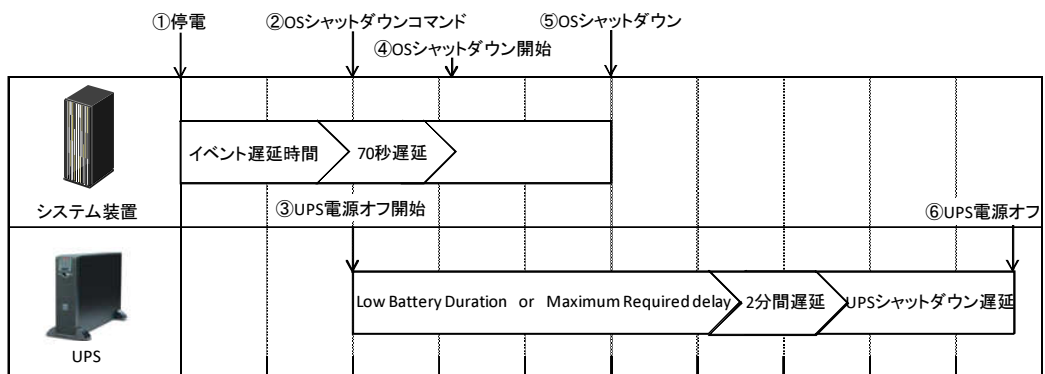 ①停電
②OSシャットダウンコマンド
⑤OSシャットダウン
④OSシャットダウン開始
イベント遅延時間
70秒遅延
システム装置
③UPS電源オフ開始
⑥UPS電源オフ
Low Battery Duration or Maximum Required delay
2分間遅延
UPSシャットダウン遅延
UPS